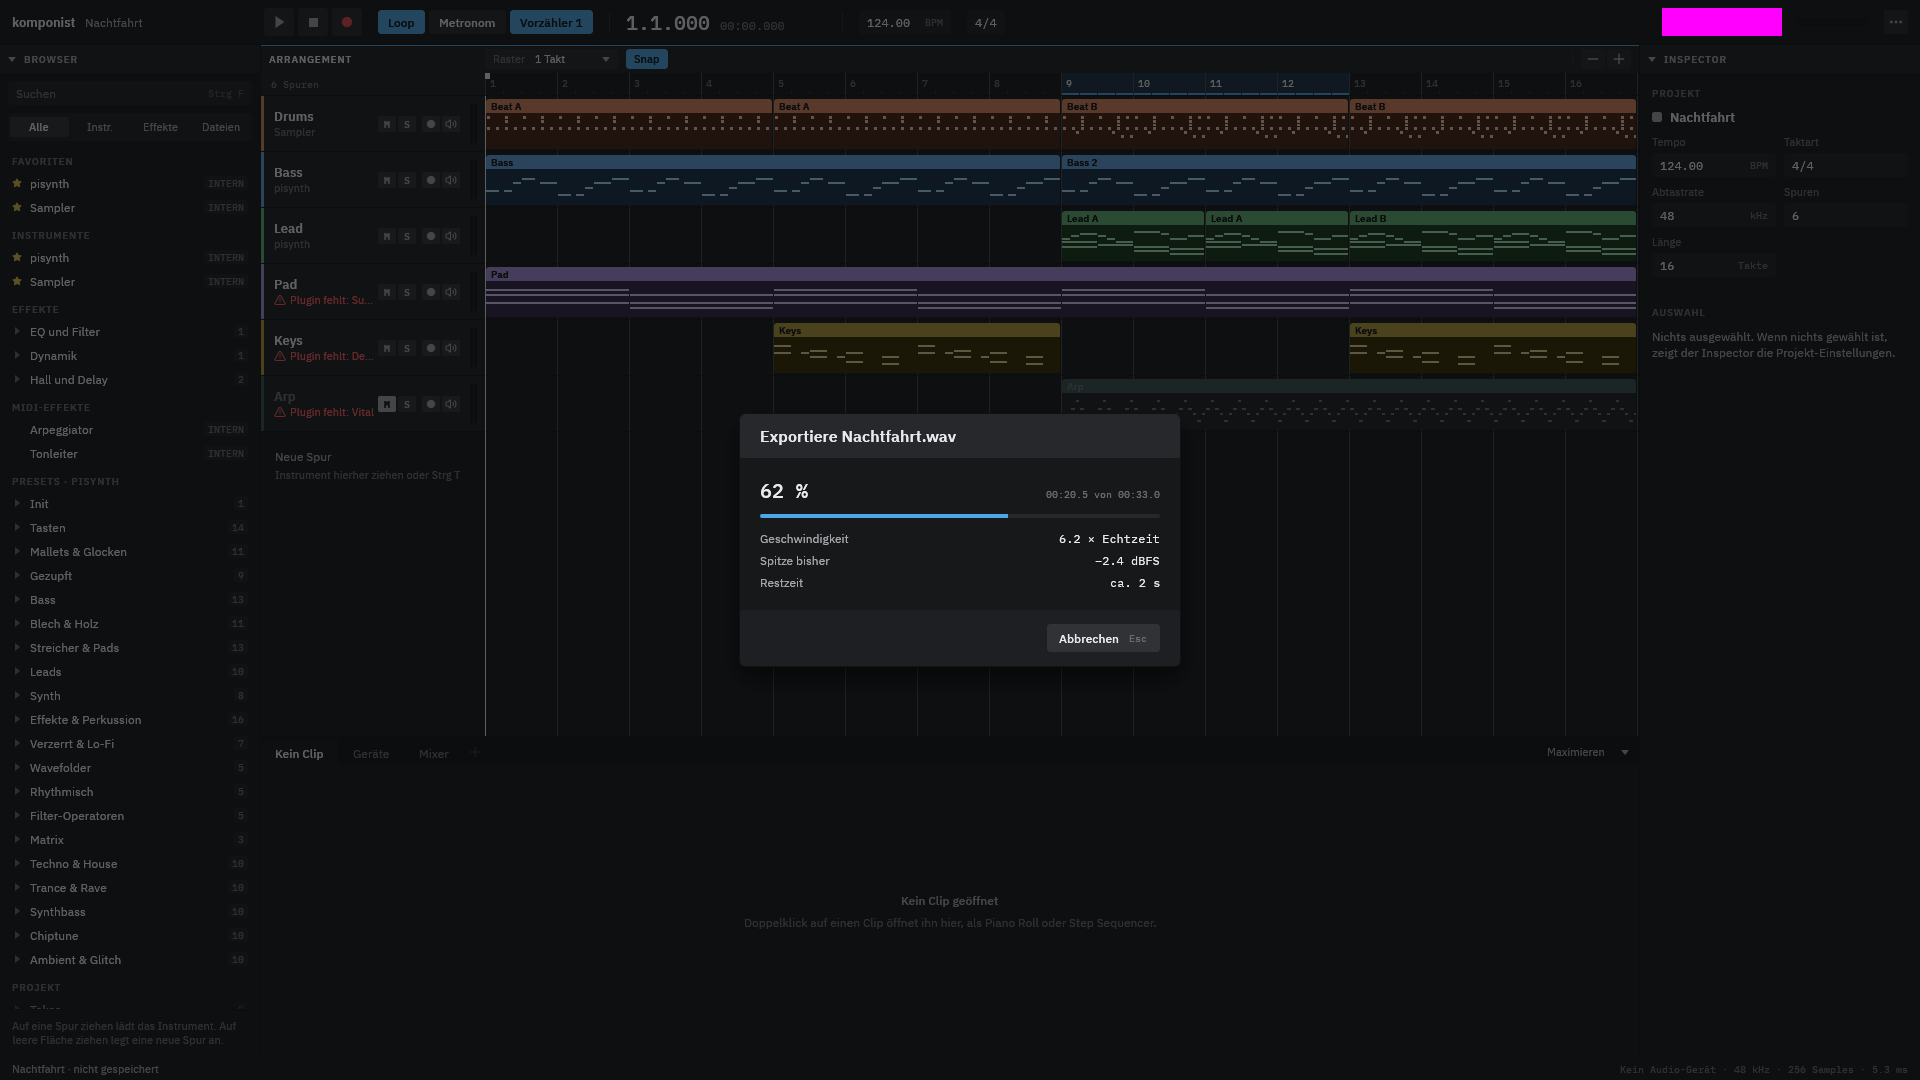 komponist Nachtfahrt
Loop Metronom Vorzähler 1
1.1.000 00:00.000
124.00 BPM 4/4
BROWSER
Suchen Strg F
Alle Instr. Effekte Dateien
FAVORITEN
pisynth INTERN
Sampler INTERN
INSTRUMENTE
pisynth INTERN
Sampler INTERN
EFFEKTE
EQ und Filter 1
Dynamik 1
Hall und Delay 2
MIDI-EFFEKTE
Arpeggiator INTERN
Tonleiter INTERN
PRESETS · PISYNTH
Init 1
Tasten 14
Mallets & Glocken 11
Gezupft 9
Bass 13
Blech & Holz 11
Streicher & Pads 13
Leads 10
Synth 8
Effekte & Perkussion 16
Verzerrt & Lo-Fi 7
Wavefolder 5
Rhythmisch 5
Filter-Operatoren 5
Matrix 3
Techno & House 10
Trance & Rave 10
Synthbass 10
Chiptune 10
Ambient & Glitch 10
PROJEKT
Auf eine Spur ziehen lädt das Instrument. Auf
leere Fläche ziehen legt eine neue Spur an.
Nachtfahrt · nicht gespeichert
ARRANGEMENT Raster 1 Takt Snap
6 Spuren
1 2 3 4 5 6 7 8 9 10 11 12 13 14 15 16
Drums
Sampler
M S
Beat A Beat A Beat B Beat B
Bass
pisynth
M S
Bass Bass 2
Lead
pisynth
M S
Lead A Lead A Lead B
Pad
Plugin fehlt: Su...
M S
Pad
Keys
Plugin fehlt: De...
M S
Keys Keys
Arp
Plugin fehlt: Vital
M S
Arp
Neue Spur
Instrument hierher ziehen oder Strg T
Exportiere Nachtfahrt.wav
62 % 00:20.5 von 00:33.0
Geschwindigkeit 6.2 × Echtzeit
Spitze bisher −2.4 dBFS
Restzeit ca. 2 s
Abbrechen Esc
Kein Clip Geräte Mixer Maximieren
Kein Clip geöffnet
Doppelklick auf einen Clip öffnet ihn hier, als Piano Roll oder Step Sequencer.
INSPECTOR
PROJEKT
Nachtfahrt
Tempo Taktart
124.00 BPM 4/4
Abtastrate Spuren
48 kHz 6
Länge
16 Takte
AUSWAHL
Nichts ausgewählt. Wenn nichts gewählt ist,
zeigt der Inspector die Projekt-Einstellungen.
Kein Audio-Gerät · 48 kHz · 256 Samples · 5.3 ms